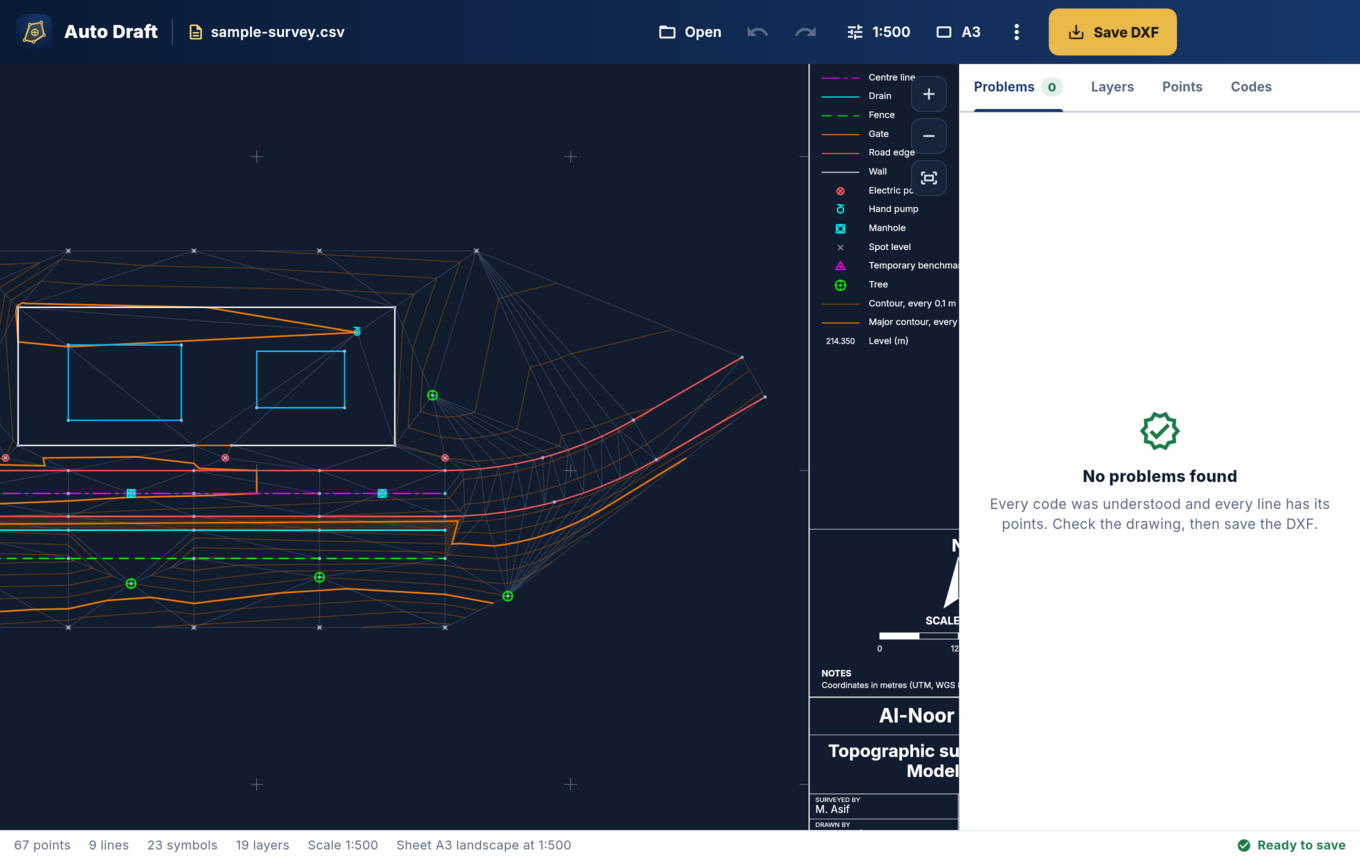 Auto Draft
sample-survey.csv
Open
1:500
A3
Save DXF
Problems 0
Layers
Points
Codes
Centre line
Drain
Fence
Gate
Road edge
Wall
Electric po
Hand pump
Manhole
Spot level
Temporary benchma
Tree
Contour, every 0.1 m
Major contour, every
214.350 Level (m)
N
SCALE
0 12
NOTES
Coordinates in metres (UTM, WGS 8
Al-Noor
Topographic su
Model
SURVEYED BY
M. Asif
DRAWN BY
No problems found
Every code was understood and every line has its
points. Check the drawing, then save the DXF.
67 points
9 lines
23 symbols
19 layers
Scale 1:500
Sheet A3 landscape at 1:500
Ready to save